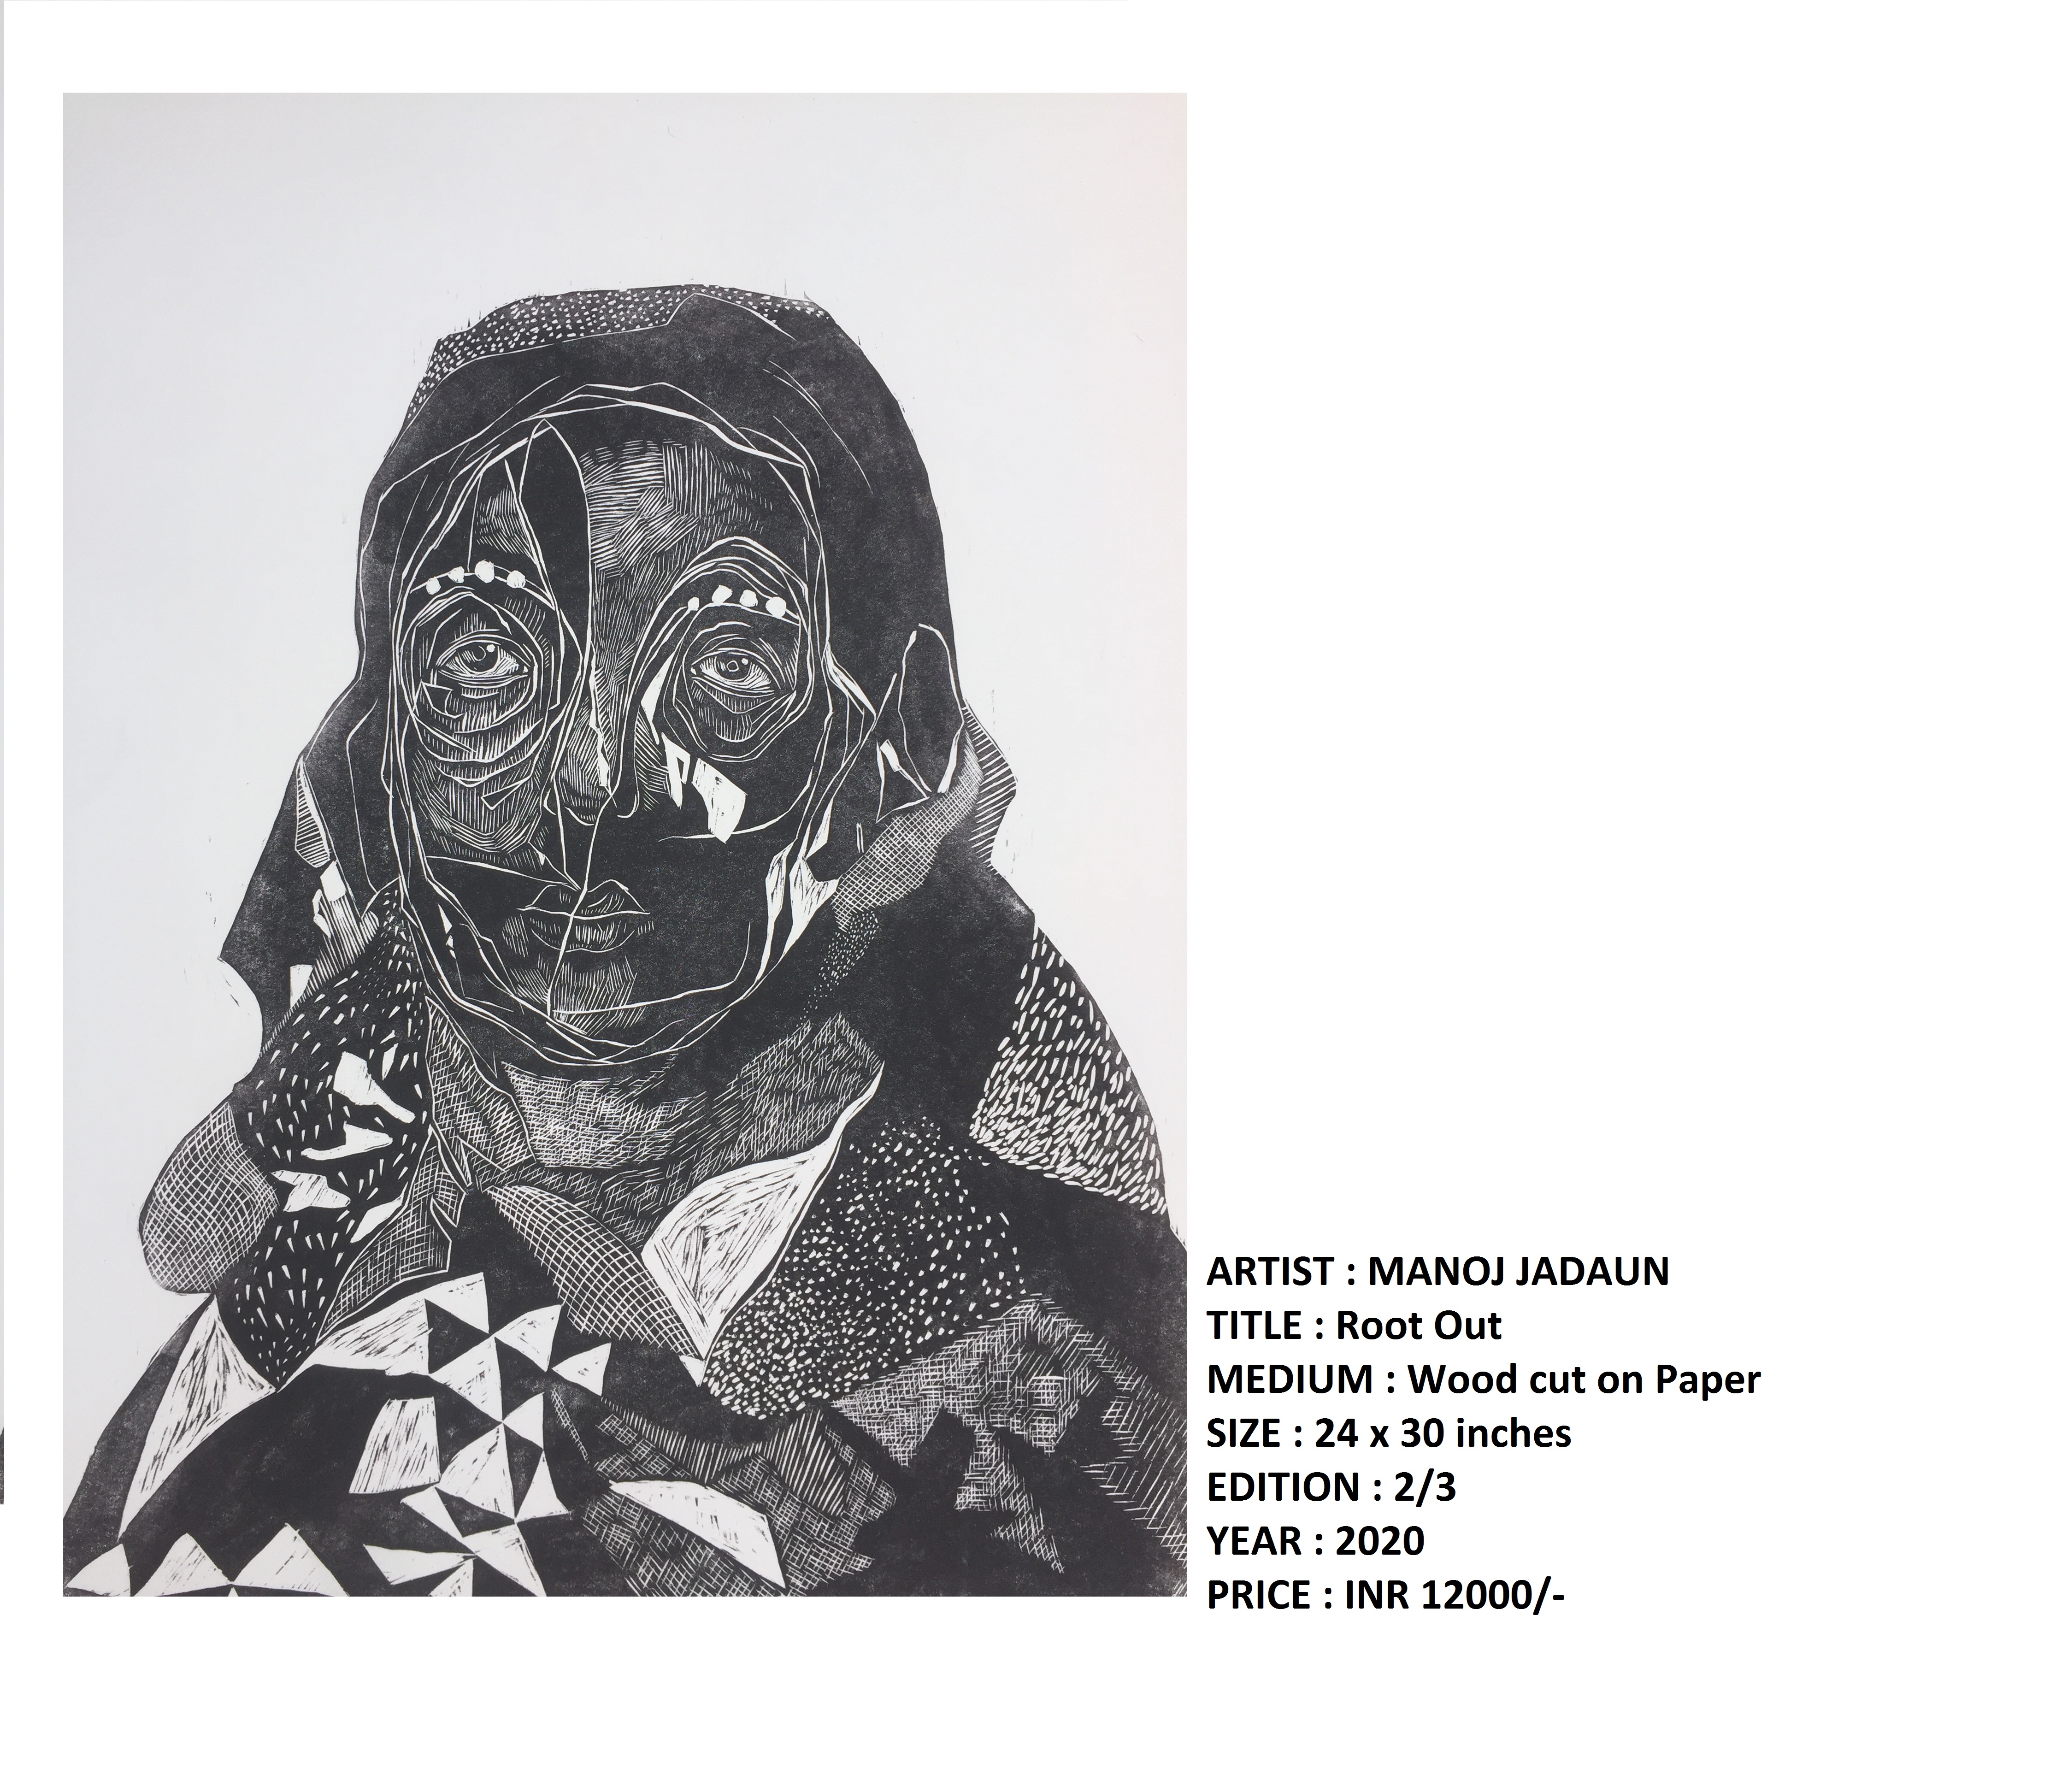 ARTIST : MANOJ JADAUN
TITLE : Root Out
MEDIUM : Wood cut on Paper
SIZE : 24 x 30 inches
EDITION : 2/3
YEAR : 2020
PRICE : INR 12000/-